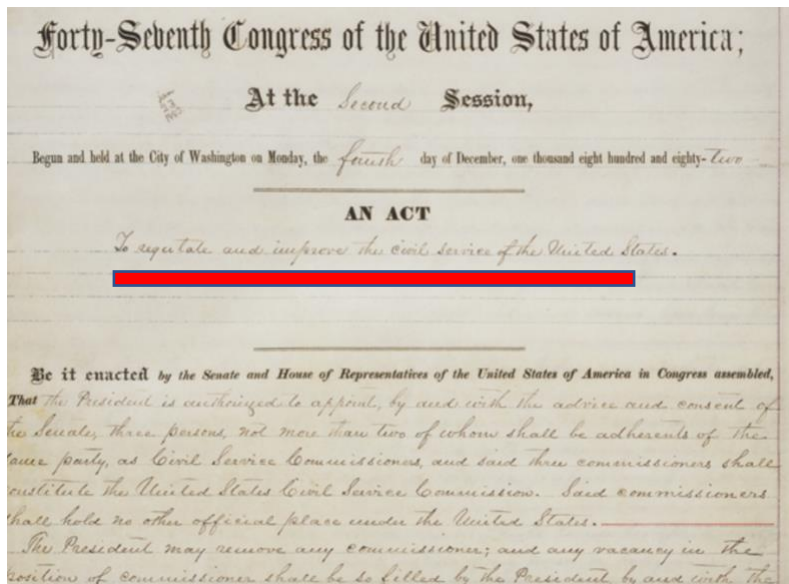 Forty-Seventh Congress of the United States of America;
At the Second Session,
Begun and held at the City of Washington on Monday, the fourth day of December, one thousand eight hundred and eighty-two
AN ACT
To regulate and improve the civil service of the United States.
Be it enacted by the Senate and House of Representatives of the United States of America in Congress assembled,
That the President is authorized to appoint, by and with the advice and consent of
the Senate, three persons, not more than two of whom shall be adherents of the
same party, as Civil Service Commissioners, and said three commissioners shall
constitute the United States Civil Service Commission. Said commissioners
shall hold no other official place under the United States.
The President may remove any commissioner; and any vacancy in the
position of commissioner shall be so filled by the President, by and with the